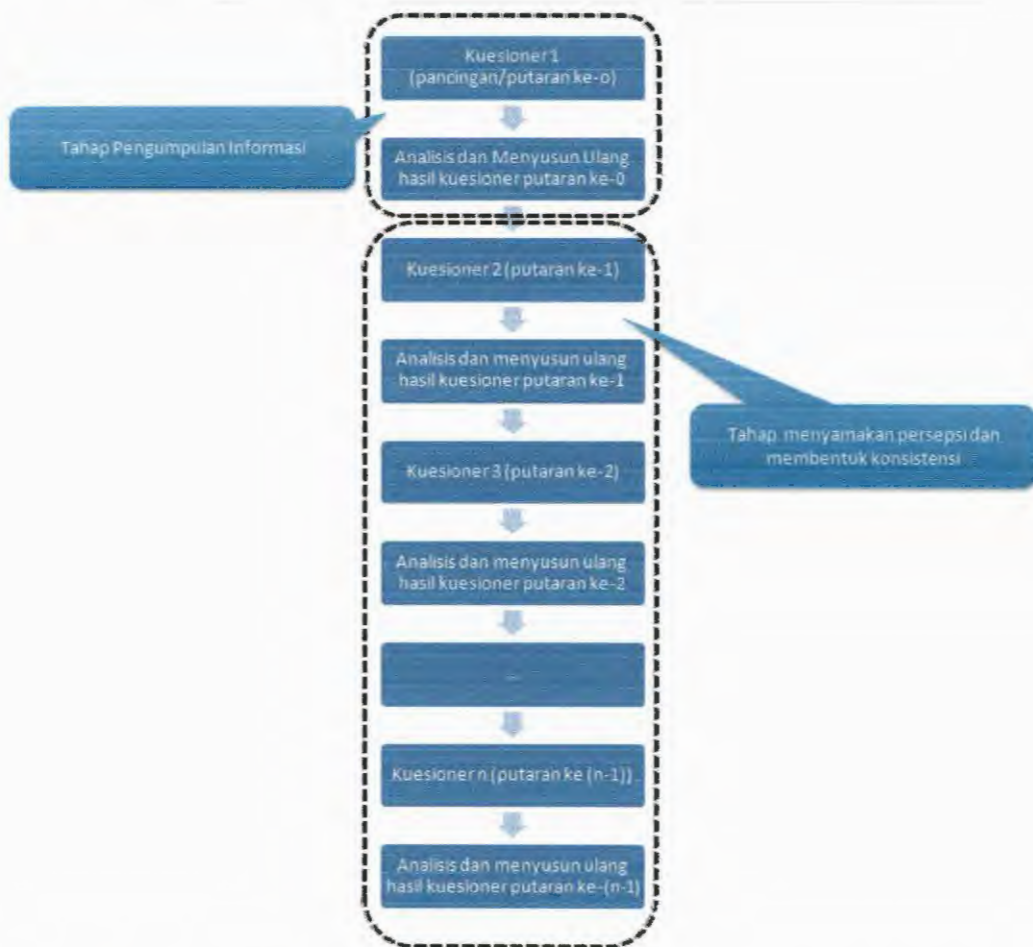 Kuesioner 1
(pancingan/putaran ke-o)
Tahap Pengumpulan Informasi
Analisis dan Menyusun Ulang
hasil kuesioner putaran ke-0
Kuesioner 2 (putaran ke-1)
Analisis dan menyusun ulang
hasil kuesioner putaran ke-1
Tahap menyamakan persepsi dan
membentuk konsistensi
Kuesioner 3 (putaran ke-2)
Analisis dan menyusun ulang
hasil kuesioner putaran ke-2
...
Kuesioner n (putaran ke (n-1))
Analisis dan menyusun ulang
hasil kuesioner putaran ke-(n-1)